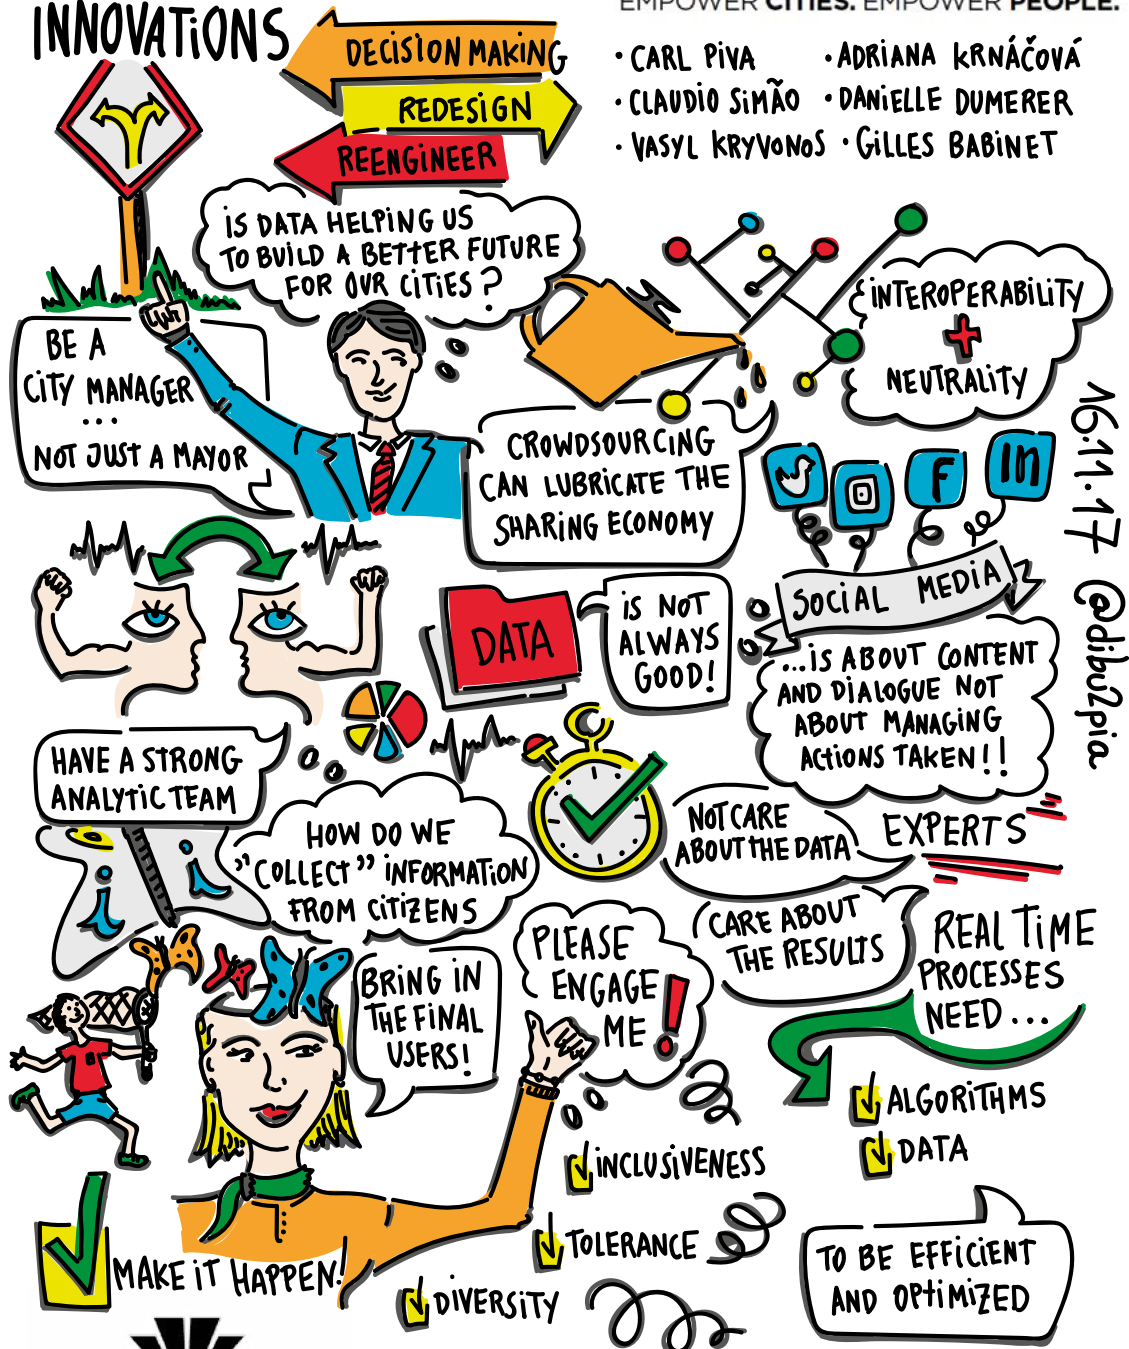 EMPOWER CITIES. EMPOWER PEOPLE.
INNOVATIONS
DECISION MAKING
REDESIGN
REENGINEER
• CARL PIVA
• ADRIANA KRNÁČOVÁ
• CLAUDIO SIMÃO
• DANIELLE DUMERER
• VASYL KRYVONOS
• GILLES BABINET
IS DATA HELPING US
TO BUILD A BETTER FUTURE
FOR OUR CITIES?
INTEROPERABILITY
+
NEUTRALITY
BE A
CITY MANAGER
...
NOT JUST A MAYOR
CROWDSOURCING
CAN LUBRICATE THE
SHARING ECONOMY
16.11.17 @dibu2pia
f
in
SOCIAL MEDIA
...IS ABOUT CONTENT
AND DIALOGUE NOT
ABOUT MANAGING
ACTIONS TAKEN!!
DATA
IS NOT
ALWAYS
GOOD!
HAVE A STRONG
ANALYTIC TEAM
HOW DO WE
"COLLECT" INFORMATION
FROM CITIZENS
NOT CARE
ABOUT THE DATA
EXPERTS
CARE ABOUT
THE RESULTS
REAL TIME
PROCESSES
NEED...
ALGORITHMS
DATA
PLEASE
ENGAGE
ME!
BRING IN
THE FINAL
USERS!
INCLUSIVENESS
TOLERANCE
DIVERSITY
MAKE IT HAPPEN!
TO BE EFFICIENT
AND OPTIMIZED